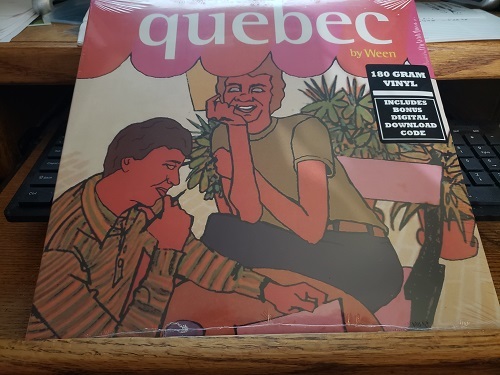 quebec
by Ween
180 GRAM
VINYL
INCLUDES
BONUS
DIGITAL
DOWNLOAD
CODE